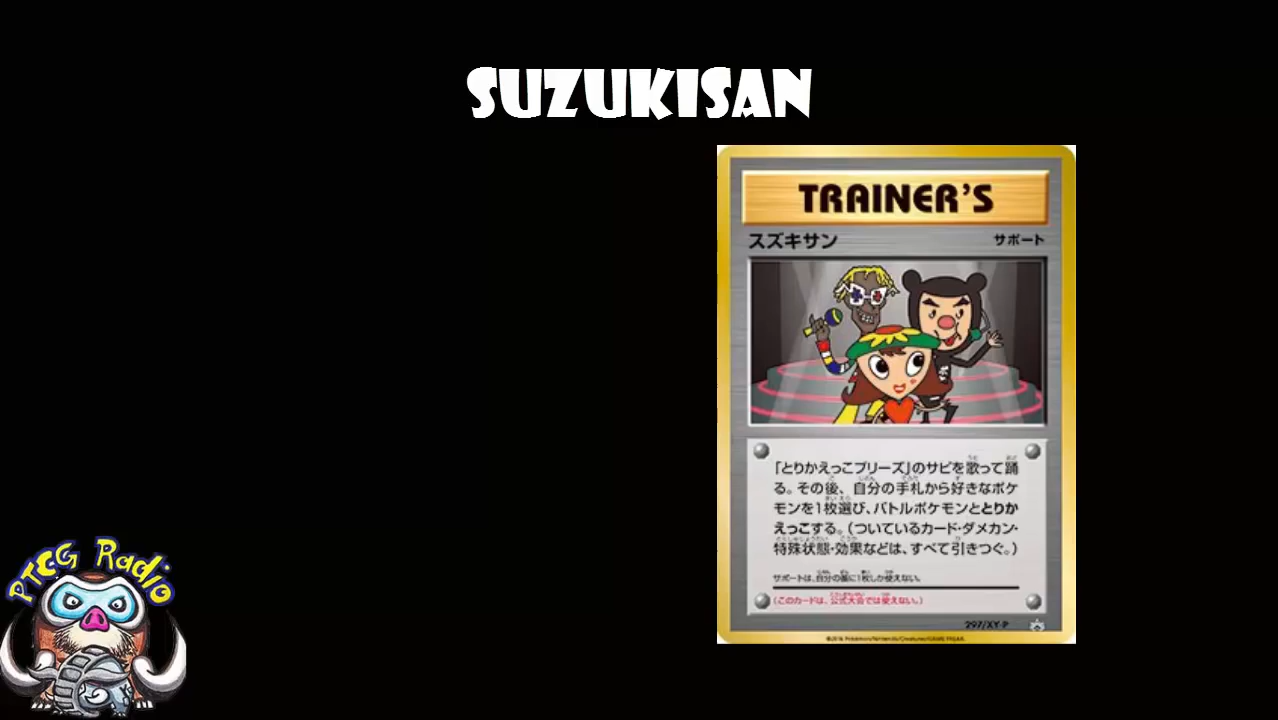 SUZUKISAN
TRAINER'S
スズキサン サポート
「とりかえっこプリーズ」のサビを歌って踊
る。その後、自分の手札から好きなポケ
モンを1枚選び、バトルポケモンととりか
えっこする。（ついているカード・ダメカン・
特殊状態・効果などは、すべて引きつぐ。）
サポートは、自分の番に1枚しか使えない。
（このカードは、公式大会では使えない。）
297/XY-P
©2016 Pokémon/Nintendo/Creatures/GAME FREAK.
PTCG Radio